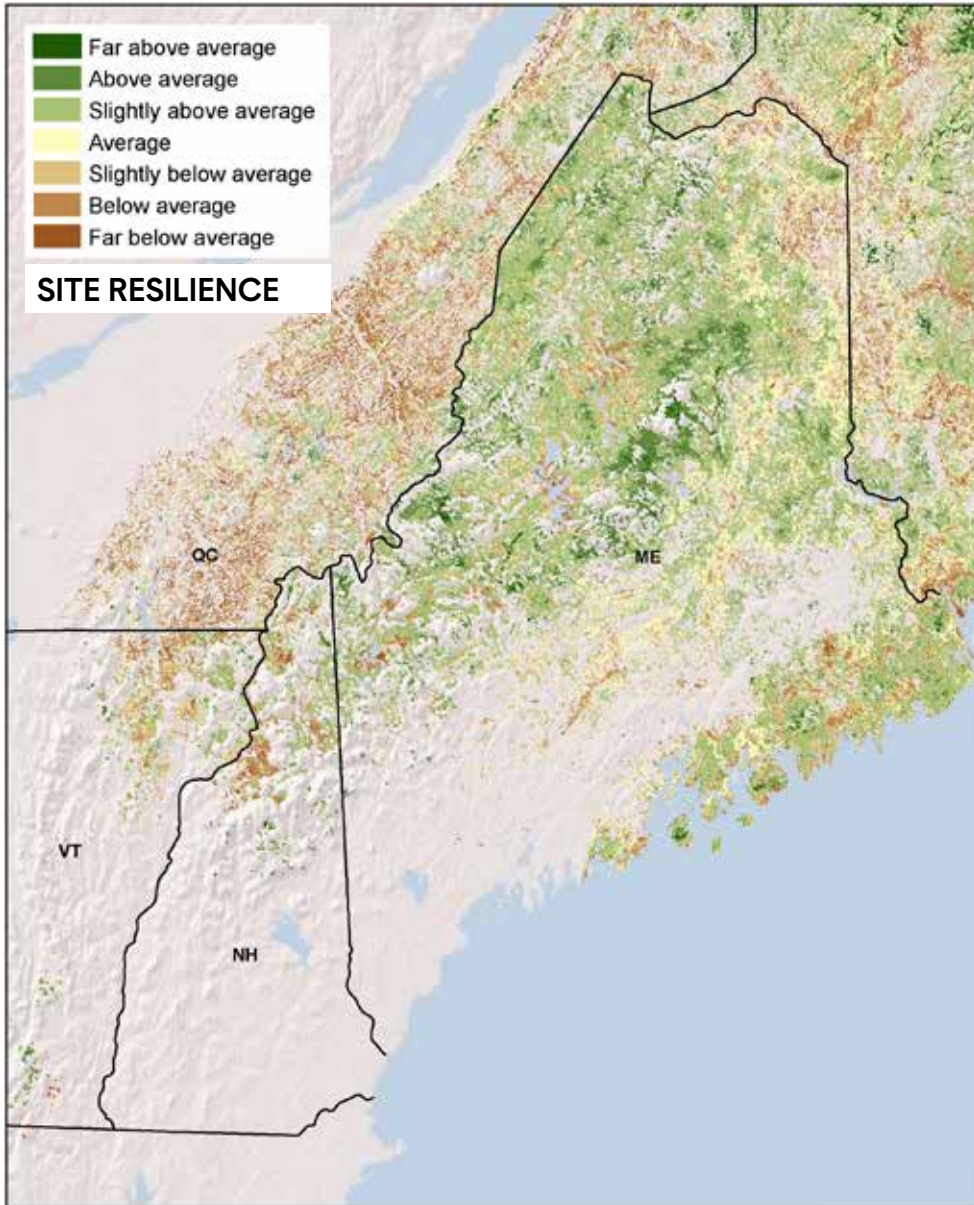 Far above average
Above average
Slightly above average
Average
Slightly below average
Below average
Far below average
SITE RESILIENCE
QC
ME
VT
NH